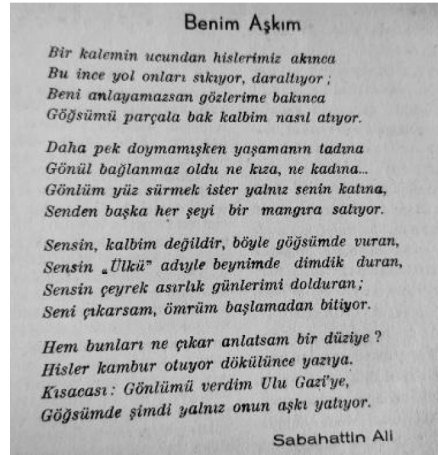 Benim Aşkım
Bir kalemin ucundan hislerimiz akınca
Bu ince yol onları sıkıyor, daraltıyor ;
Beni anlayamazsan gözlerime bakınca
Göğsümü parçala bak kalbim nasıl atıyor.
Daha pek doymamışken yaşamanın tadına
Gönül bağlanmaz oldu ne kıza, ne kadına...
Gönlüm yüz sürmek ister yalnız senin katına,
Senden başka her şeyi bir mangıra satıyor.
Sensin, kalbim değildir, böyle göğsümde vuran,
Sensin „Ülkü” adıyle beynimde dimdik duran,
Sensin çeyrek asırlık günlerimi dolduran;
Seni çıkarsam, ömrüm başlamadan bitiyor.
Hem bunları ne çıkar anlatsam bir düziye ?
Hisler kambur oluyor dökülünce yazıya.
Kısacası: Gönlümü verdim Ulu Gazi'ye,
Göğsümde şimdi yalnız onun aşkı yatıyor.
Sabahattin Ali